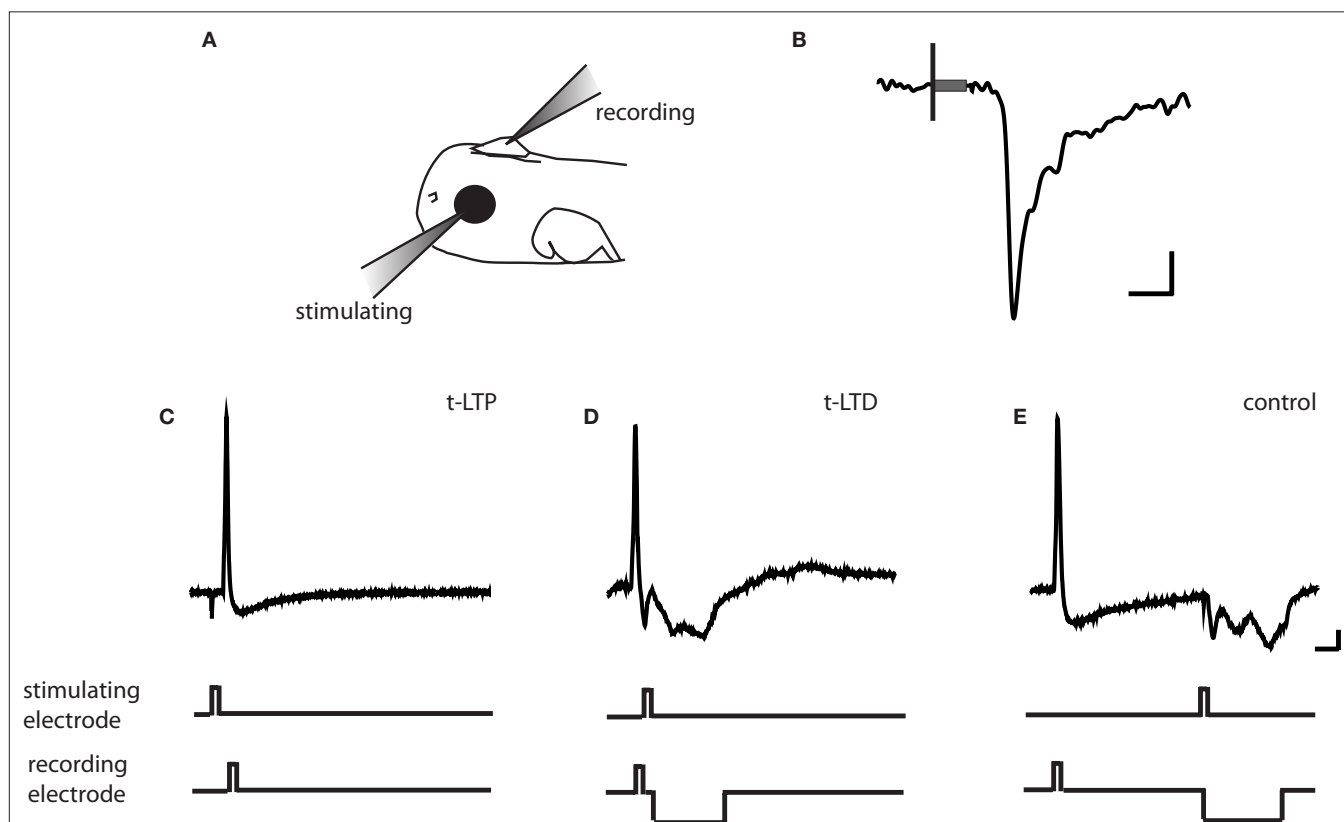 A
B
recording
stimulating
C
t-LTP
D
t-LTD
E
control
stimulating
electrode
recording
electrode